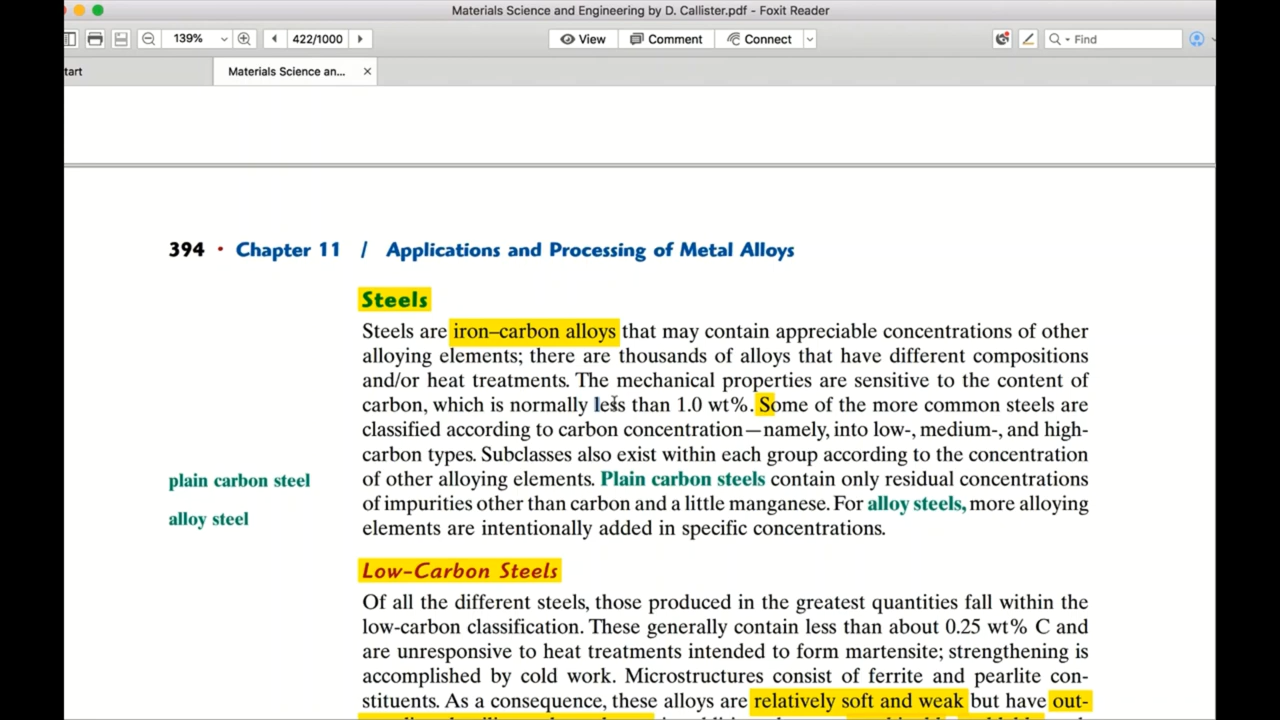 Materials Science and Engineering by D. Callister.pdf - Foxit Reader
139%
422/1000
View
Comment
Connect
Find
tart
Materials Science an...
394 • Chapter 11 / Applications and Processing of Metal Alloys
Steels
Steels are iron–carbon alloys that may contain appreciable concentrations of other
alloying elements; there are thousands of alloys that have different compositions
and/or heat treatments. The mechanical properties are sensitive to the content of
carbon, which is normally less than 1.0 wt%. Some of the more common steels are
classified according to carbon concentration—namely, into low-, medium-, and high-
carbon types. Subclasses also exist within each group according to the concentration
plain carbon steel
of other alloying elements. Plain carbon steels contain only residual concentrations
of impurities other than carbon and a little manganese. For alloy steels, more alloying
alloy steel
elements are intentionally added in specific concentrations.
Low-Carbon Steels
Of all the different steels, those produced in the greatest quantities fall within the
low-carbon classification. These generally contain less than about 0.25 wt% C and
are unresponsive to heat treatments intended to form martensite; strengthening is
accomplished by cold work. Microstructures consist of ferrite and pearlite con-
stituents. As a consequence, these alloys are relatively soft and weak but have out-